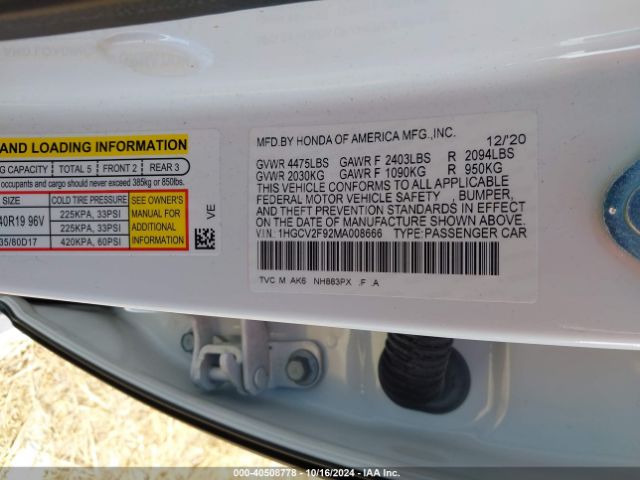 AND LOADING INFORMATION
G CAPACITY TOTAL 5 FRONT 2 REAR 3
occupants and cargo should never exceed 385kg or 850lbs.
SIZE COLD TIRE PRESSURE SEE OWNER'S MANUAL FOR ADDITIONAL INFORMATION
40R19 96V 225KPA, 33PSI
225KPA, 33PSI
35/80D17 420KPA, 60PSI
VE
MFD.BY HONDA OF AMERICA MFG.,INC. 12/20
GVWR 4475LBS GAWR F 2403LBS R 2094LBS
GVWR 2030KG GAWR F 1090KG R 950KG
THIS VEHICLE CONFORMS TO ALL APPLICABLE
FEDERAL MOTOR VEHICLE SAFETY , BUMPER,
AND THEFT PREVENTION STANDARDS IN EFFECT
ON THE DATE OF MANUFACTURE SHOWN ABOVE.
V.I.N: 1HGCV2F92MA008666 TYPE:PASSENGER CAR
TVC M AK6 NH883PX .F .A
000-40508778 - 10/16/2024 - IAA Inc.